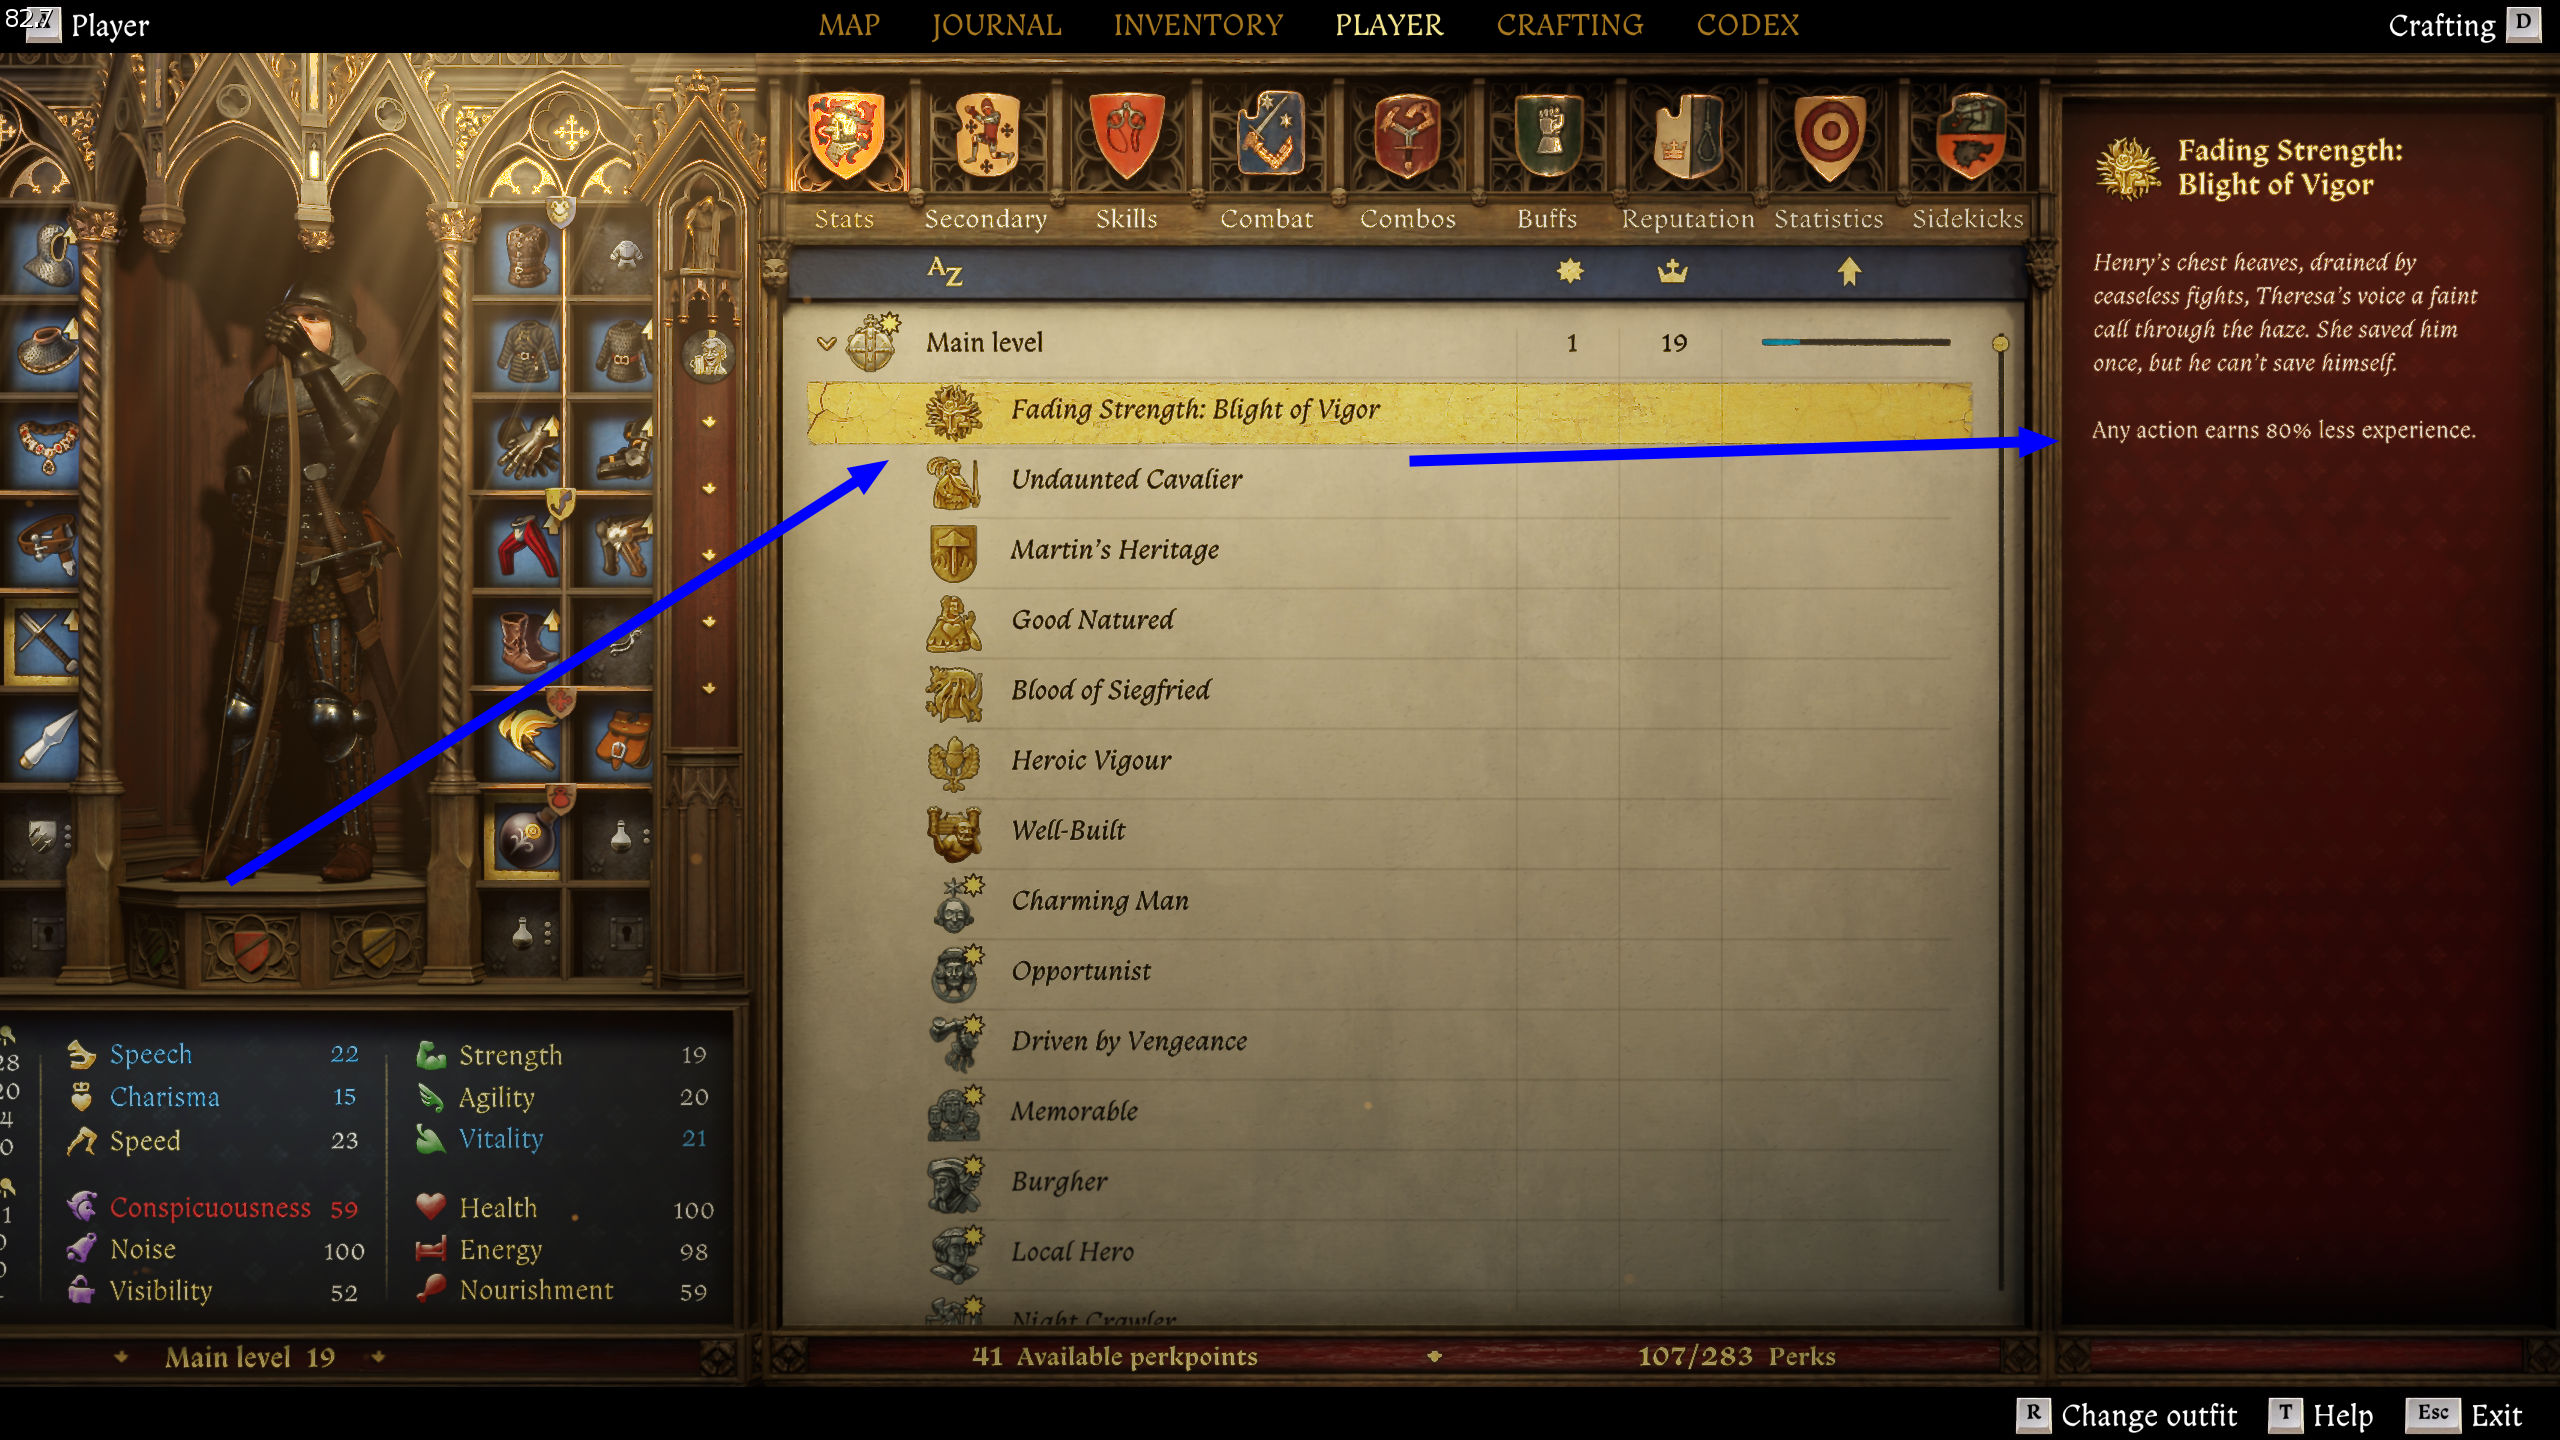 82.7
Player
MAP
JOURNAL
INVENTORY
PLAYER
CRAFTING
CODEX
Crafting D
Stats
Secondary
Skills
Combat
Combos
Buffs
Reputation
Statistics
Sidekicks
AZ
Main level 1 19
Fading Strength: Blight of Vigor
Undaunted Cavalier
Martin's Heritage
Good Natured
Blood of Siegfried
Heroic Vigour
Well-Built
Charming Man
Opportunist
Driven by Vengeance
Memorable
Burgher
Local Hero
Night Crawler
Fading Strength:
Blight of Vigor
Henry's chest heaves, drained by
ceaseless fights, Theresa's voice a faint
call through the haze. She saved him
once, but he can't save himself.
Any action earns 80% less experience.
Speech 22
Charisma 15
Speed 23
Conspicuousness 59
Noise 100
Visibility 52
Strength 19
Agility 20
Vitality 21
Health 100
Energy 98
Nourishment 59
Main level 19
41 Available perkpoints
107/283 Perks
R Change outfit
T Help
Esc Exit